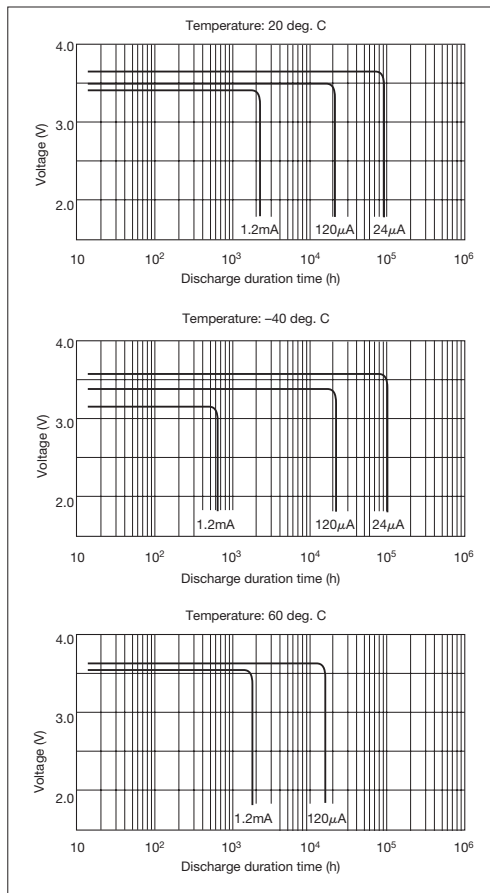 Temperature: 20 deg. C
4.0
3.0
2.0
Voltage (V)
1.2mA 120μA 24μA
10 10² 10³ 10⁴ 10⁵ 10⁶
Discharge duration time (h)
Temperature: –40 deg. C
4.0
3.0
2.0
Voltage (V)
1.2mA 120μA 24μA
10 10² 10³ 10⁴ 10⁵ 10⁶
Discharge duration time (h)
Temperature: 60 deg. C
4.0
3.0
2.0
Voltage (V)
1.2mA 120μA
10 10² 10³ 10⁴ 10⁵ 10⁶
Discharge duration time (h)